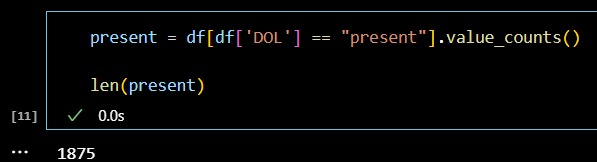 present = df[df['DOL'] == "present"].value_counts()
len(present)
[11] ✓ 0.0s
... 1875